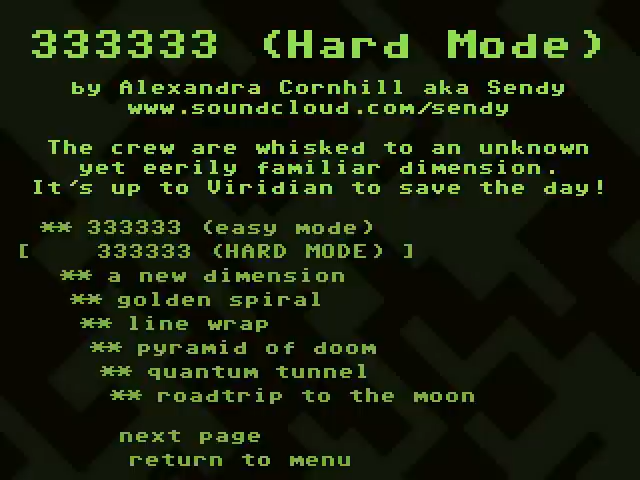 333333 (Hard Mode)
by Alexandra Cornhill aka Sendy
www.soundcloud.com/sendy
The crew are whisked to an unknown
yet eerily familiar dimension.
It's up to Viridian to save the day!
** 333333 (easy mode)
[ 333333 (HARD MODE) ]
** a new dimension
** golden spiral
** line wrap
** pyramid of doom
** quantum tunnel
** roadtrip to the moon
next page
return to menu